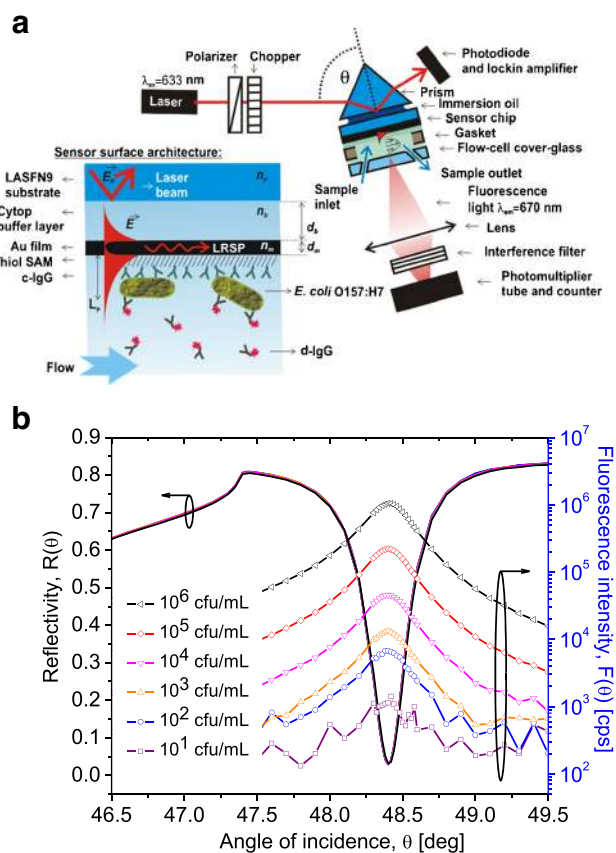 a
Polarizer Chopper
λex=633 nm
Laser
θ
Photodiode
and lockin amplifier
Prism
Immersion oil
Sensor chip
Gasket
Flow-cell cover-glass
Sample
inlet
Sample outlet
Fluorescence
light λem=670 nm
Lens
Interference filter
Photomultiplier
tube and counter
Sensor surface architecture:
LASFN9
substrate
Laser
beam
Cytop
buffer layer
E
Au film
LRSP
nm
dm
nb
db
hiol SAM
c-IgG
Lp
E. coli O157:H7
d-IgG
Flow
b
Reflectivity, R(θ)
0.9
0.8
0.7
0.6
0.5
0.4
0.3
0.2
0.1
0.0
10^6 cfu/mL
10^5 cfu/mL
10^4 cfu/mL
10^3 cfu/mL
10^2 cfu/mL
10^1 cfu/mL
46.5 47.0 47.5 48.0 48.5 49.0 49.5
Angle of incidence, θ [deg]
10^7
10^6
10^5
10^4
10^3
10^2
Fluorescence intensity, F(θ) [cps]